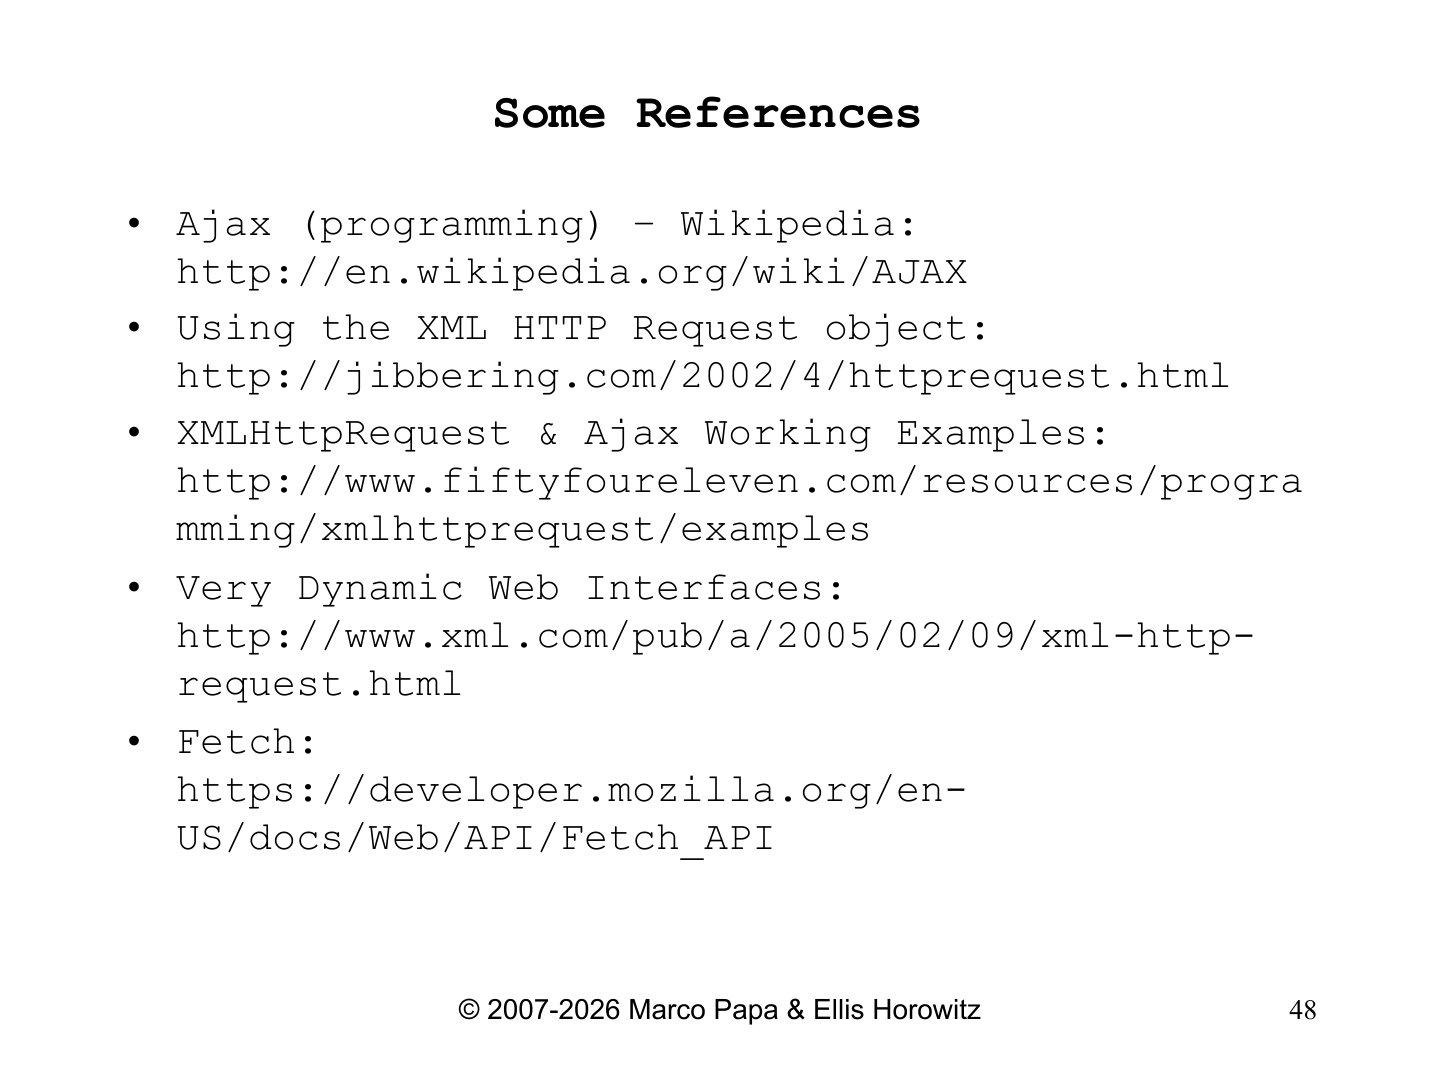 Some References
• Ajax (programming) – Wikipedia:
http://en.wikipedia.org/wiki/AJAX
• Using the XML HTTP Request object:
http://jibbering.com/2002/4/httprequest.html
• XMLHttpRequest & Ajax Working Examples:
http://www.fiftyfoureleven.com/resources/progra
mming/xmlhttprequest/examples
• Very Dynamic Web Interfaces:
http://www.xml.com/pub/a/2005/02/09/xml-http-
request.html
• Fetch:
https://developer.mozilla.org/en-
US/docs/Web/API/Fetch_API
© 2007-2026 Marco Papa & Ellis Horowitz
48